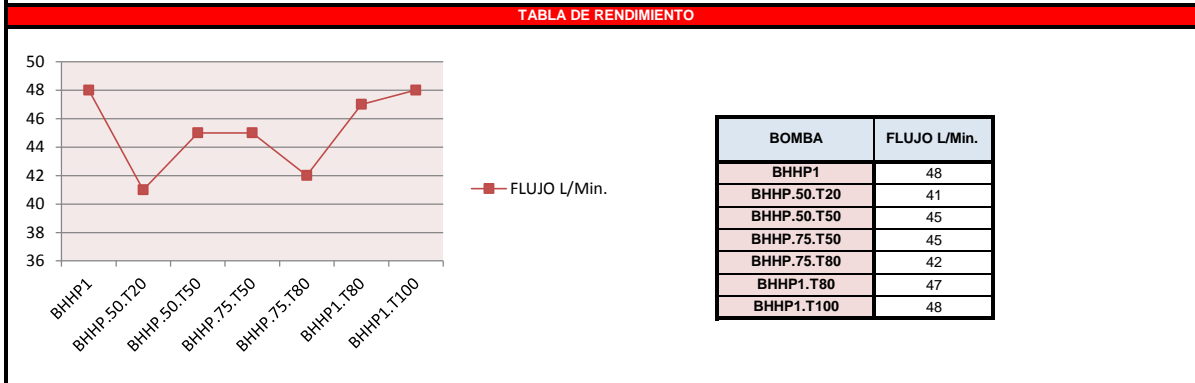 TABLA DE RENDIMIENTO
50
48
46
44
42
40
38
36
BHHP1
BHHP.50.T20
BHHP.50.T50
BHHP.75.T50
BHHP.75.T80
BHHP1.T80
BHHP1.T100
FLUJO L/Min.
BOMBA FLUJO L/Min.
BHHP1 48
BHHP.50.T20 41
BHHP.50.T50 45
BHHP.75.T50 45
BHHP.75.T80 42
BHHP1.T80 47
BHHP1.T100 48